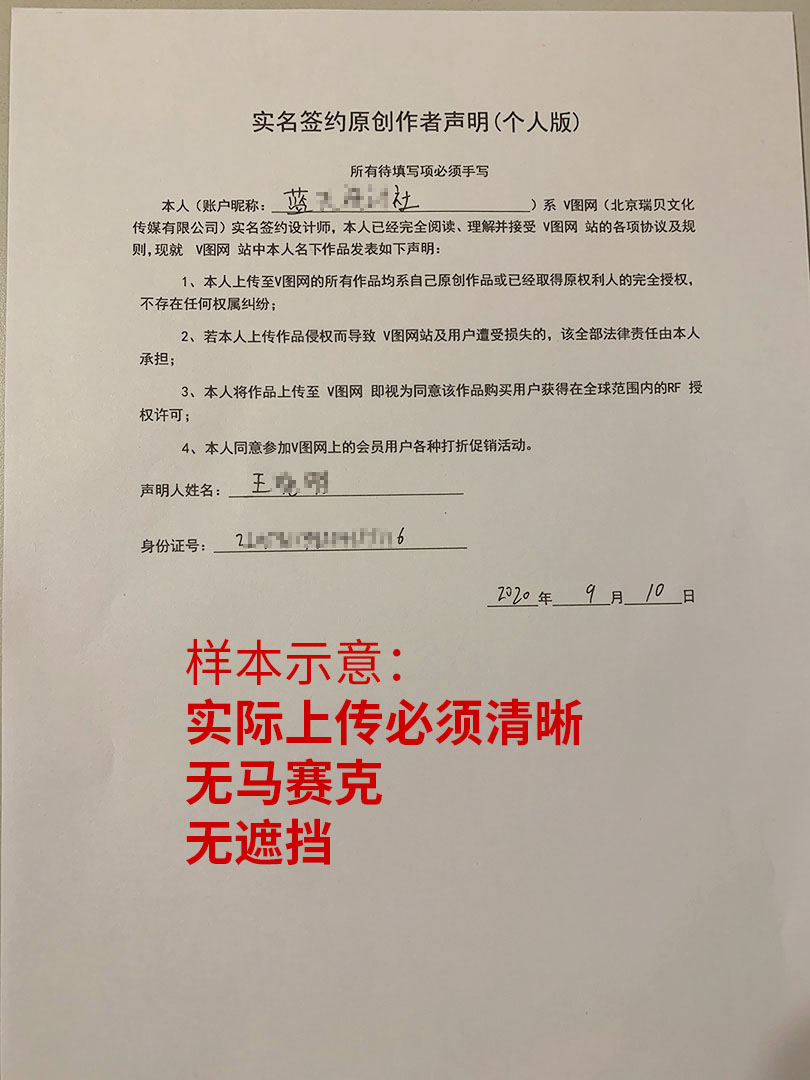 实名签约原创作者声明(个人版)
所有待填写项必须手写
本人（账户昵称：蓝 社）系 V图网（北京瑞贝文化
传媒有限公司）实名签约设计师，本人已经完全阅读、理解并接受 V图网 站的各项协议及规
则,现就 V图网 站中本人名下作品发表如下声明：
1、本人上传至V图网的所有作品均系自己原创作品或已经取得原权利人的完全授权，
不存在任何权属纠纷；
2、若本人上传作品侵权而导致 V图网站及用户遭受损失的，该全部法律责任由本人
承担；
3、本人将作品上传至 V图网 即视为同意该作品购买用户获得在全球范围内的RF 授
权许可；
4、本人同意参加V图网上的会员用户各种打折促销活动。
声明人姓名：王
身份证号：2 6
2020年 9 月 10 日
样本示意：
实际上传必须清晰
无马赛克
无遮挡